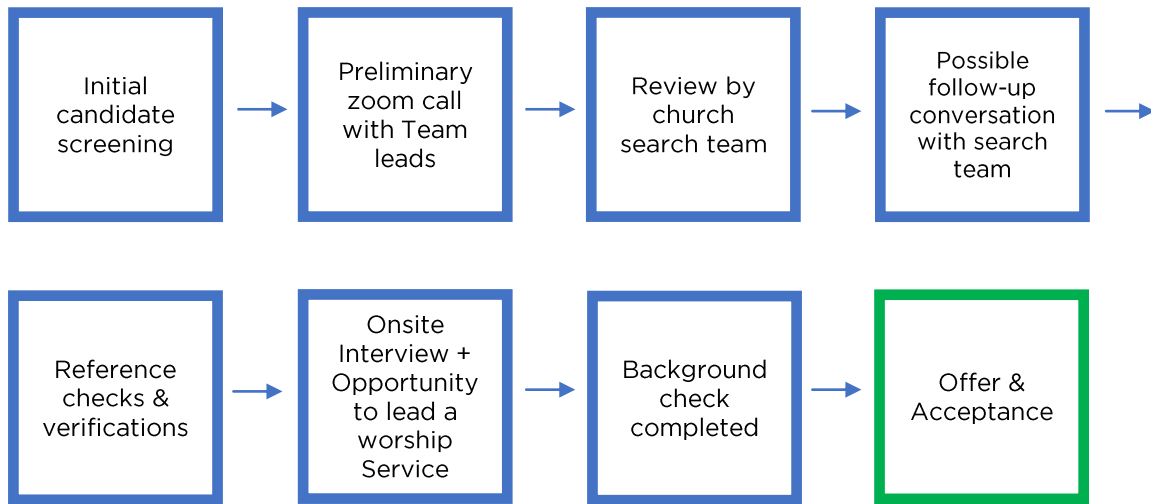 Initial
candidate
screening
Preliminary
zoom call
with Team
leads
Review by
church
search team
Possible
follow-up
conversation
with search
team
Reference
checks &
verifications
Onsite
Interview +
Opportunity
to lead a
worship
Service
Background
check
completed
Offer &
Acceptance